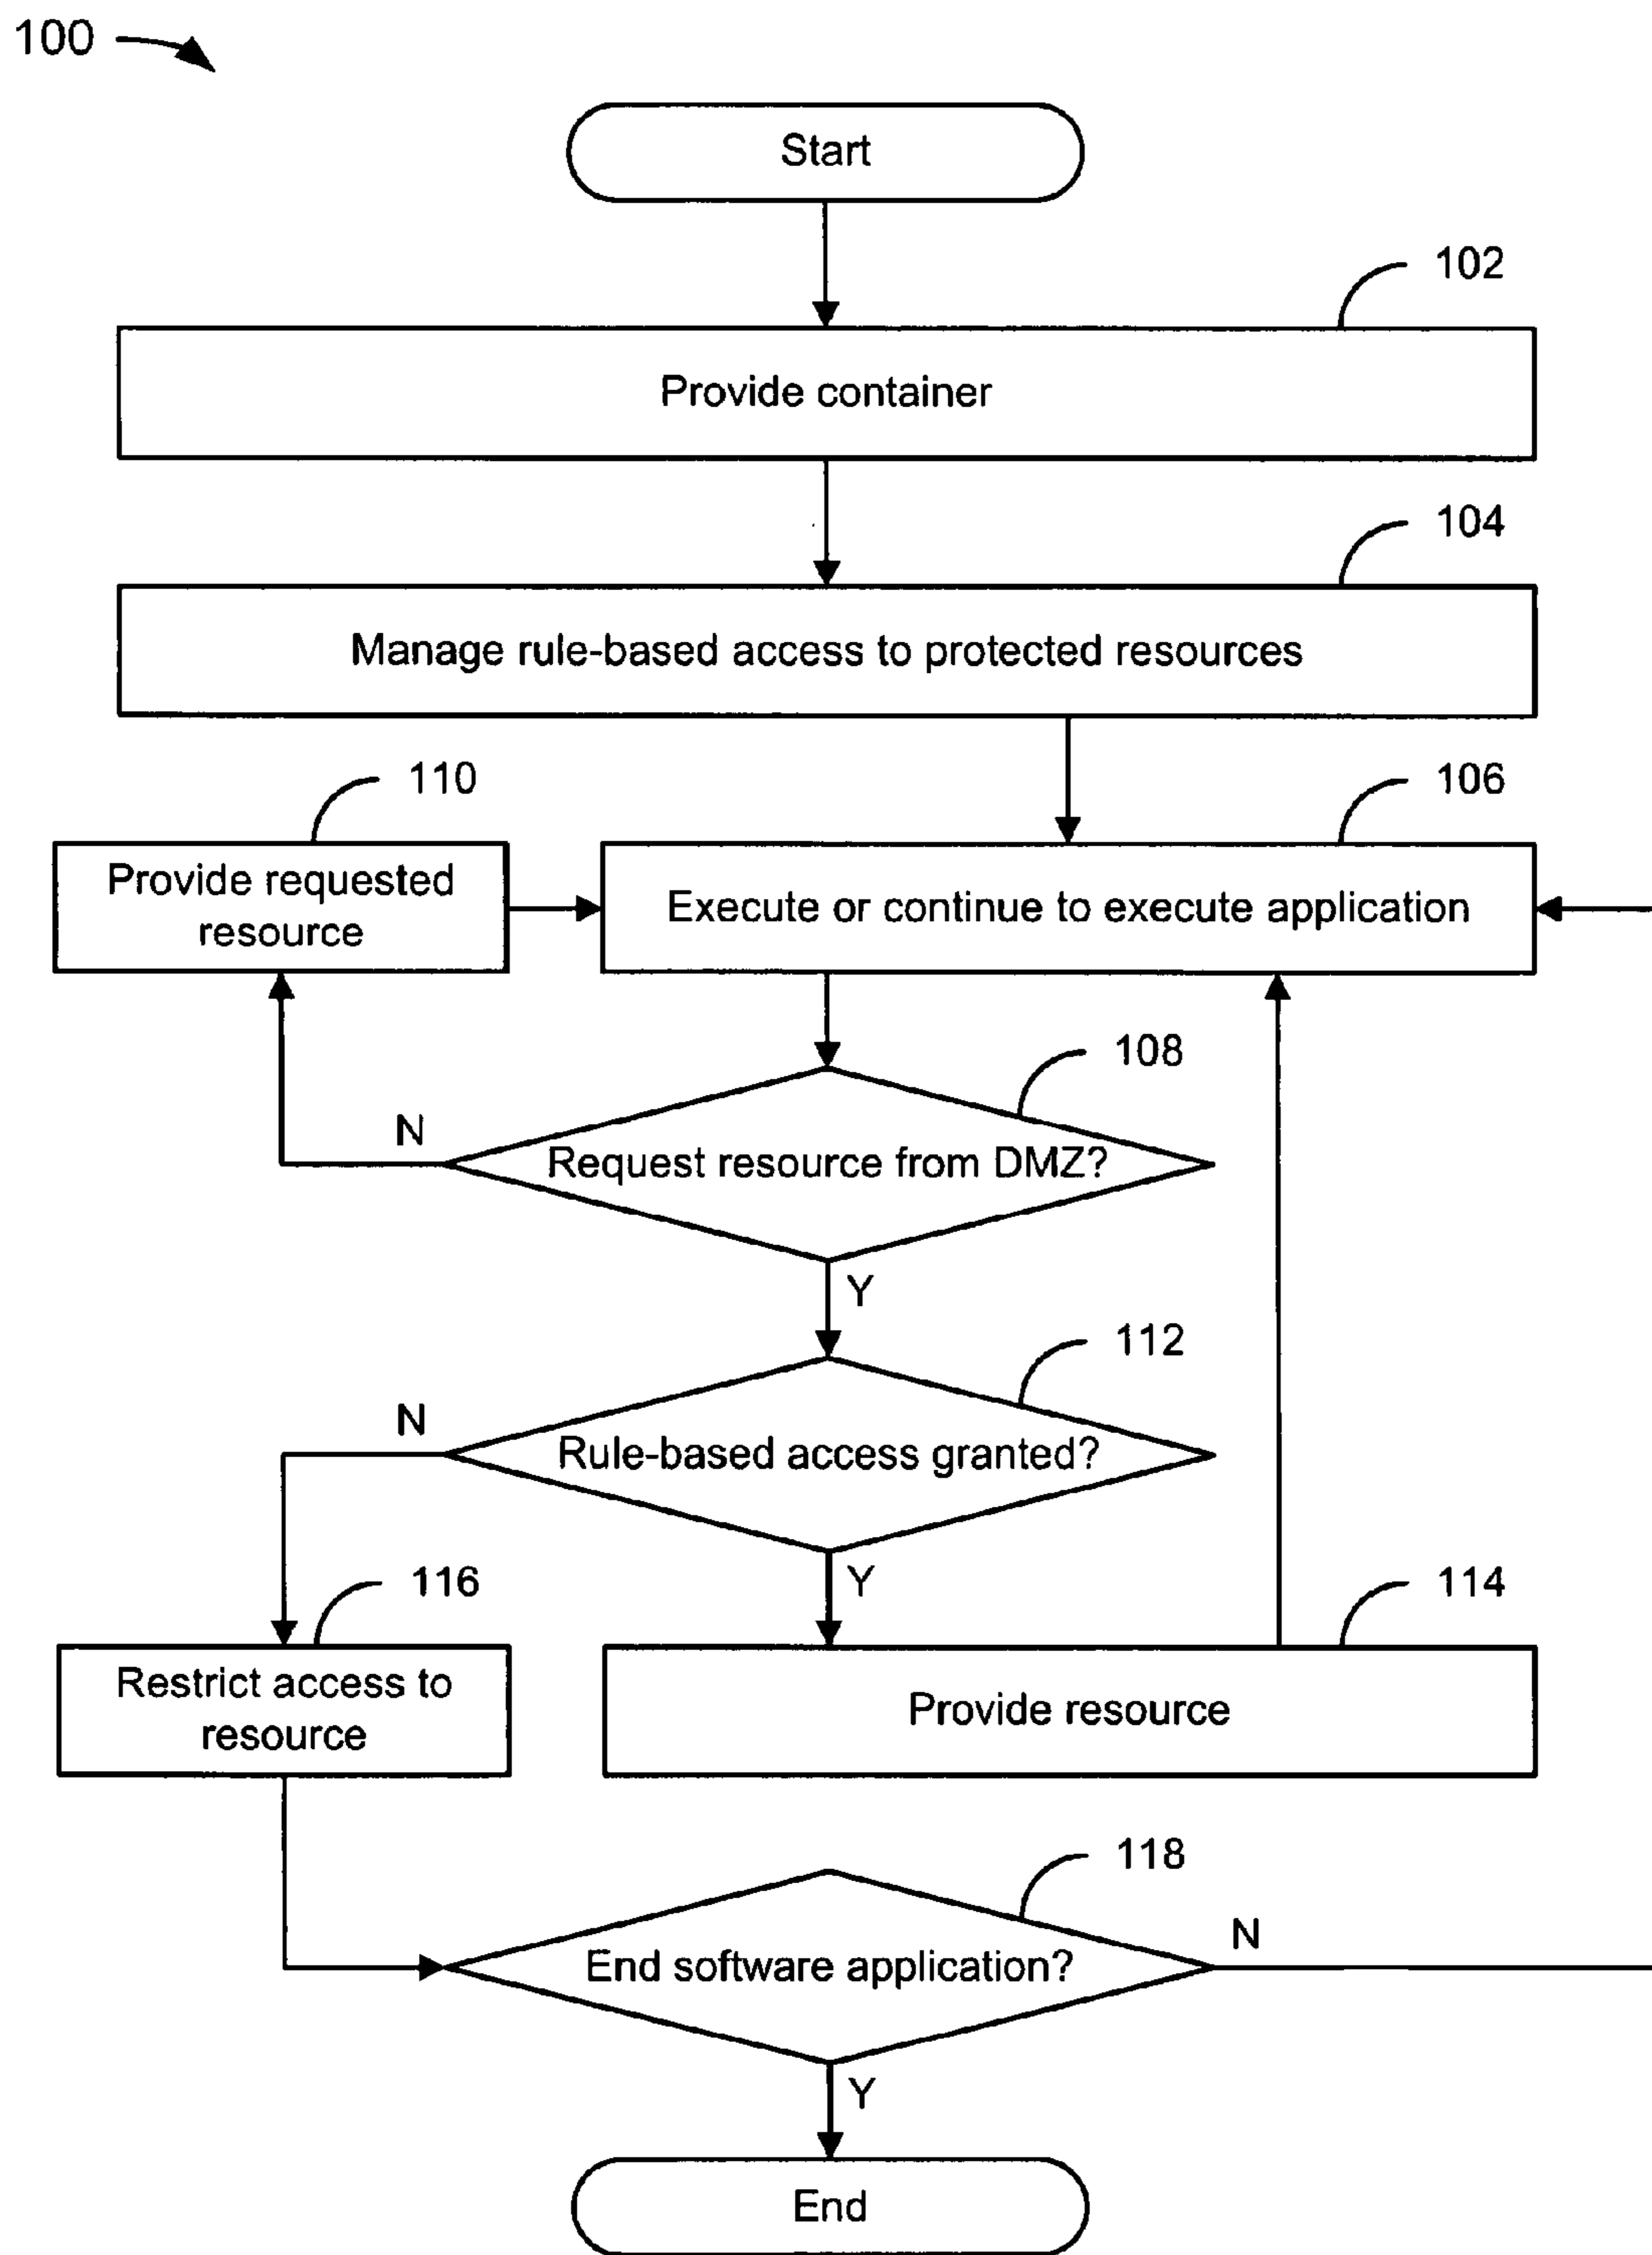 100
Start
102
Provide container
104
Manage rule-based access to protected resources
110
106
Provide requested
resource
Execute or continue to execute application
108
N
Request resource from DMZ?
Y
112
N
Rule-based access granted?
Y
116
114
Restrict access to
resource
Provide resource
118
N
End software application?
Y
End